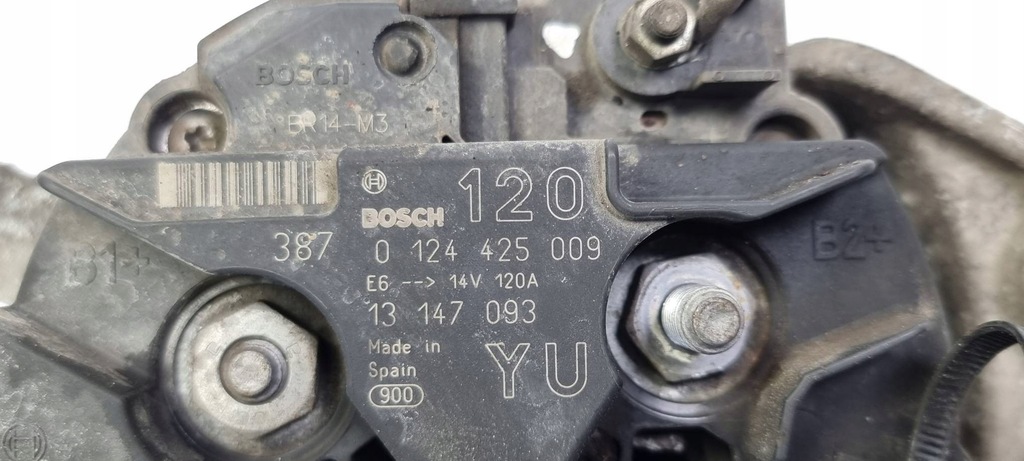 BOSCH
BR14-M3
BOSCH 120
387 0 124 425 009
E6 --> 14V 120A
13 147 093
Made in
Spain
YU
900
B1+
B2+